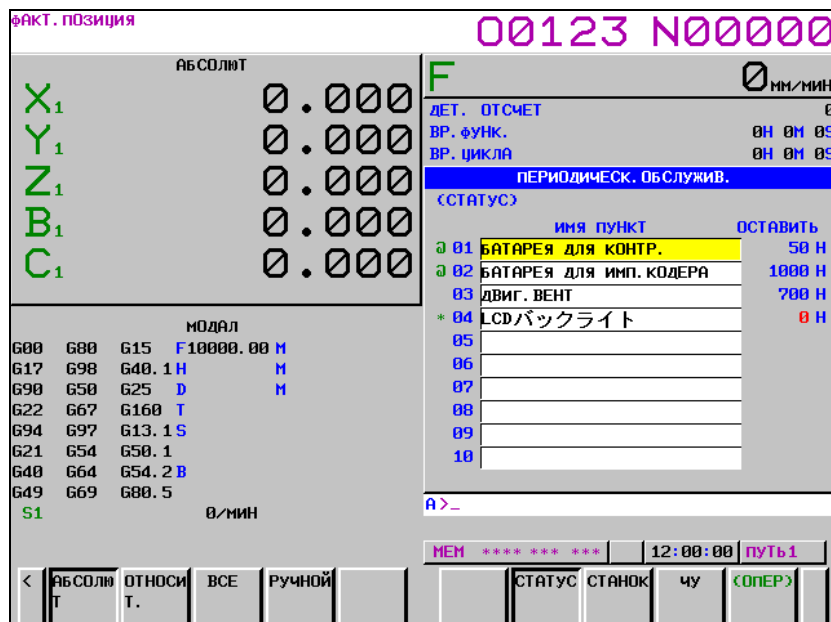 ФАКТ.ПОЗИЦИЯ
O0123 N00000
АБСОЛЮТ
X1 0.000
Y1 0.000
Z1 0.000
B1 0.000
C1 0.000
F 0 ММ/МИН
ДЕТ. ОТСЧЕТ 0
ВР.ФУНК. 0H 0M 0S
ВР.ЦИКЛА 0H 0M 0S
ПЕРИОДИЧЕСК.ОБСЛУЖИВ.
(СТАТУС)
ИМЯ ПУНКТ ОСТАВИТЬ
@ 01 БАТАРЕЯ ДЛЯ КОНТР. 50 H
@ 02 БАТАРЕЯ ДЛЯ ИМП.КОДЕРА 1000 H
03 ДВИГ.ВЕНТ 700 H
* 04 LCDバックライト 0 H
05
06
07
08
09
10
МОДАЛ
G00 G80 G15 F10000.00 M
G17 G98 G40.1 H M
G90 G50 G25 D M
G22 G67 G160 T
G94 G97 G13.1 S
G21 G54 G50.1
G40 G64 G54.2 B
G49 G69 G80.5
S1 0/МИН
A>_
MEM **** *** *** 12:00:00 ПУТЬ1
< АБСОЛЮТ ОТНОСИТ. ВСЕ РУЧНОЙ СТАТУС СТАНОК ЧУ (ОПЕР)